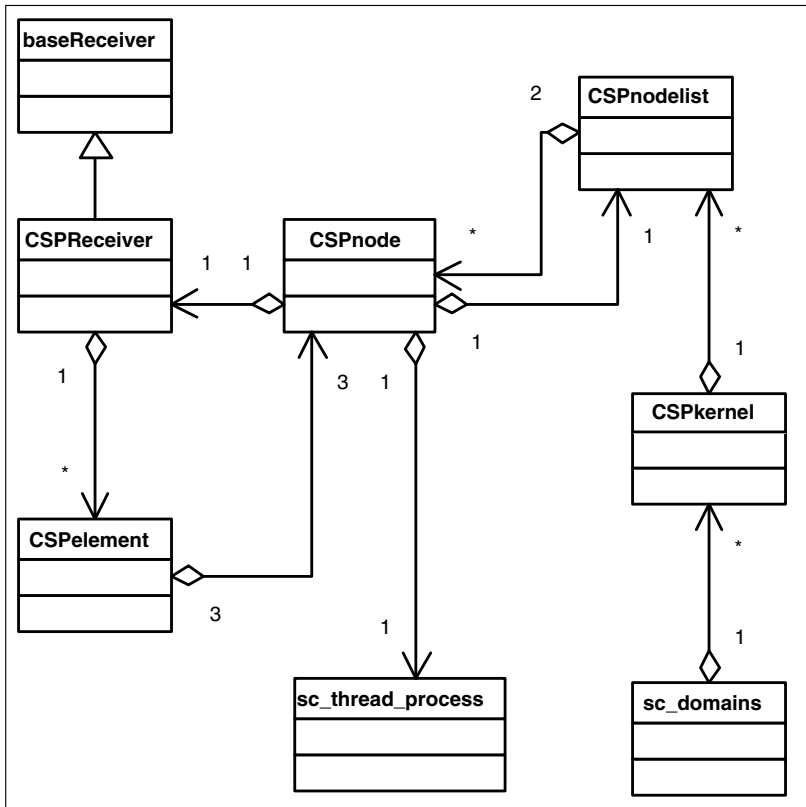 baseReceiver
2
CSPnodelist
CSPReceiver
1
1
CSPnode
*
1
*
1
1
3
1
1
CSPkernel
*
CSPelement
3
*
1
1
sc_thread_process
sc_domains